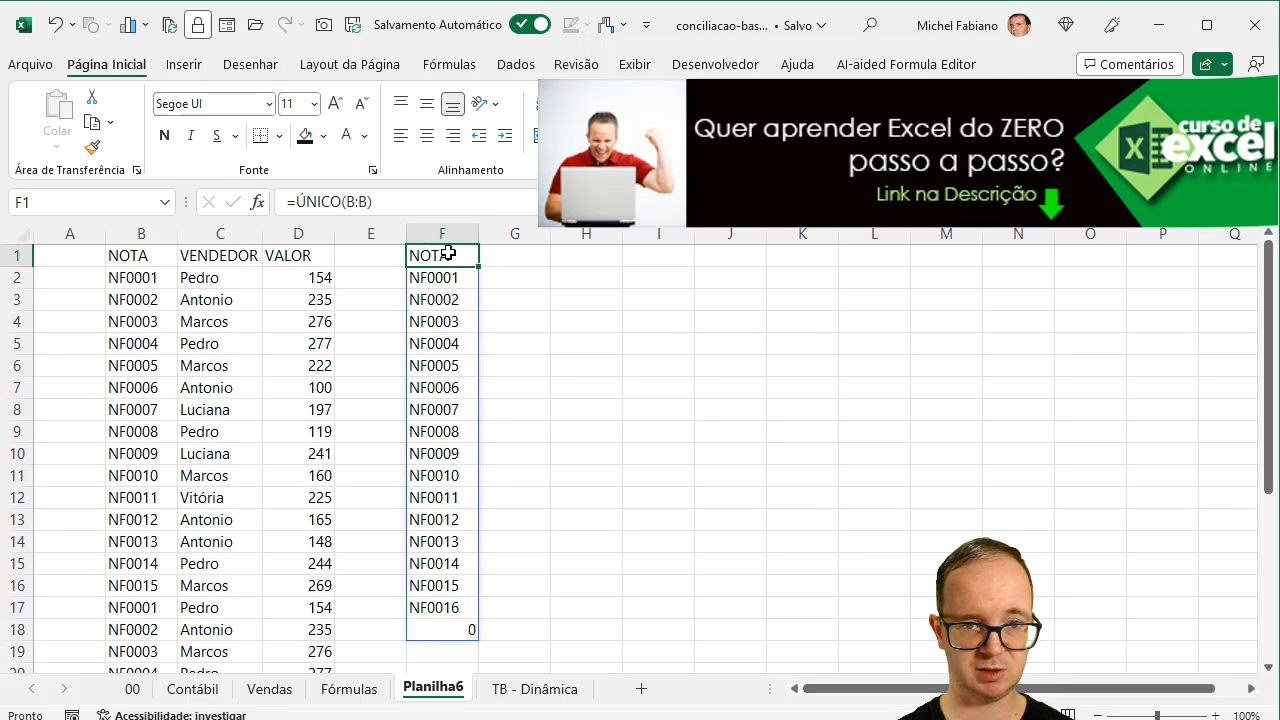 Salvamento Automático
conciliacao-bas... • Salvo
Michel Fabiano
Arquivo Página Inicial Inserir Desenhar Layout da Página Fórmulas Dados Revisão Exibir Desenvolvedor Ajuda AI-aided Formula Editor Comentários
Colar
Segoe UI 11
N I S A
Área de Transferência Fonte Alinhamento
Quer aprender Excel do ZERO
passo a passo?
Link na Descrição
curso de
excel
ONLINE
F1 fx =ÚNICO(B:B)
A B C D E F G H I J K L M N O P Q
1 NOTA VENDEDOR VALOR NOTA
2 NF0001 Pedro 154 NF0001
3 NF0002 Antonio 235 NF0002
4 NF0003 Marcos 276 NF0003
5 NF0004 Pedro 277 NF0004
6 NF0005 Marcos 222 NF0005
7 NF0006 Antonio 100 NF0006
8 NF0007 Luciana 197 NF0007
9 NF0008 Pedro 119 NF0008
10 NF0009 Luciana 241 NF0009
11 NF0010 Marcos 160 NF0010
12 NF0011 Vitória 225 NF0011
13 NF0012 Antonio 165 NF0012
14 NF0013 Antonio 148 NF0013
15 NF0014 Pedro 244 NF0014
16 NF0015 Marcos 269 NF0015
17 NF0001 Pedro 154 NF0016
18 NF0002 Antonio 235 0
19 NF0003 Marcos 276
20 NF0004 Pedro 277
00 Contábil Vendas Fórmulas Planilha6 TB - Dinâmica
Pronto Acessibilidade: investigar 100%